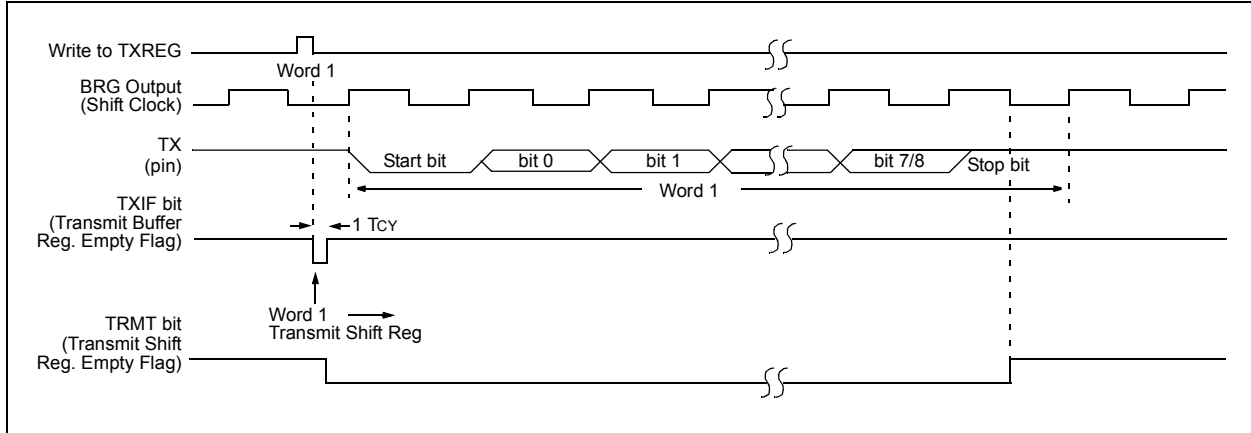 Write to TXREG
Word 1
BRG Output
(Shift Clock)
TX
(pin)
Start bit
bit 0
bit 1
bit 7/8
Stop bit
Word 1
TXIF bit
(Transmit Buffer
Reg. Empty Flag)
1 TCY
Word 1
Transmit Shift Reg
TRMT bit
(Transmit Shift
Reg. Empty Flag)